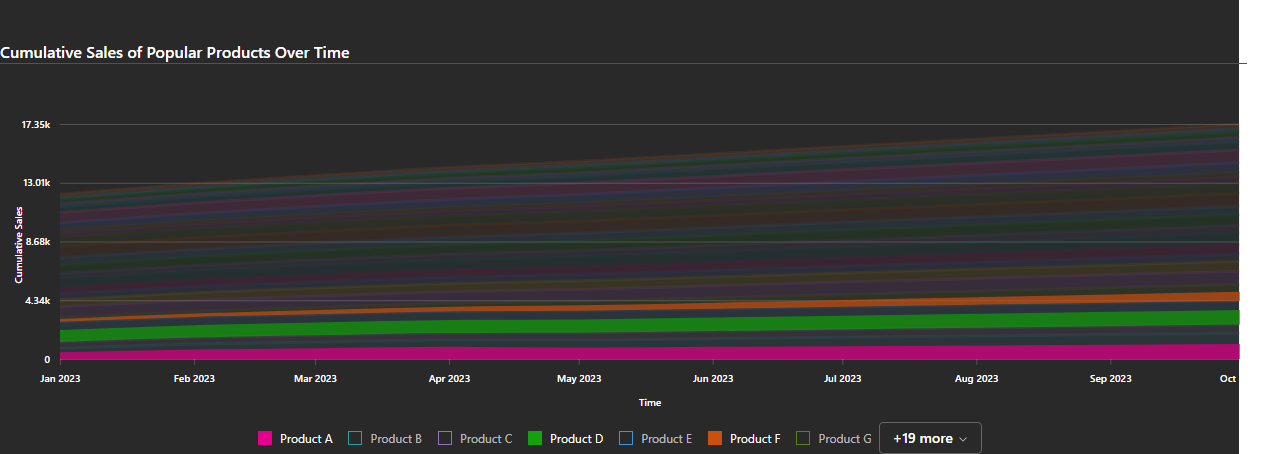 Cumulative Sales of Popular Products Over Time
17.35k
13.01k
8.68k
4.34k
0
Cumulative Sales
Jan 2023 Feb 2023 Mar 2023 Apr 2023 May 2023 Jun 2023 Jul 2023 Aug 2023 Sep 2023 Oct
Time
Product A Product B Product C Product D Product E Product F Product G +19 more